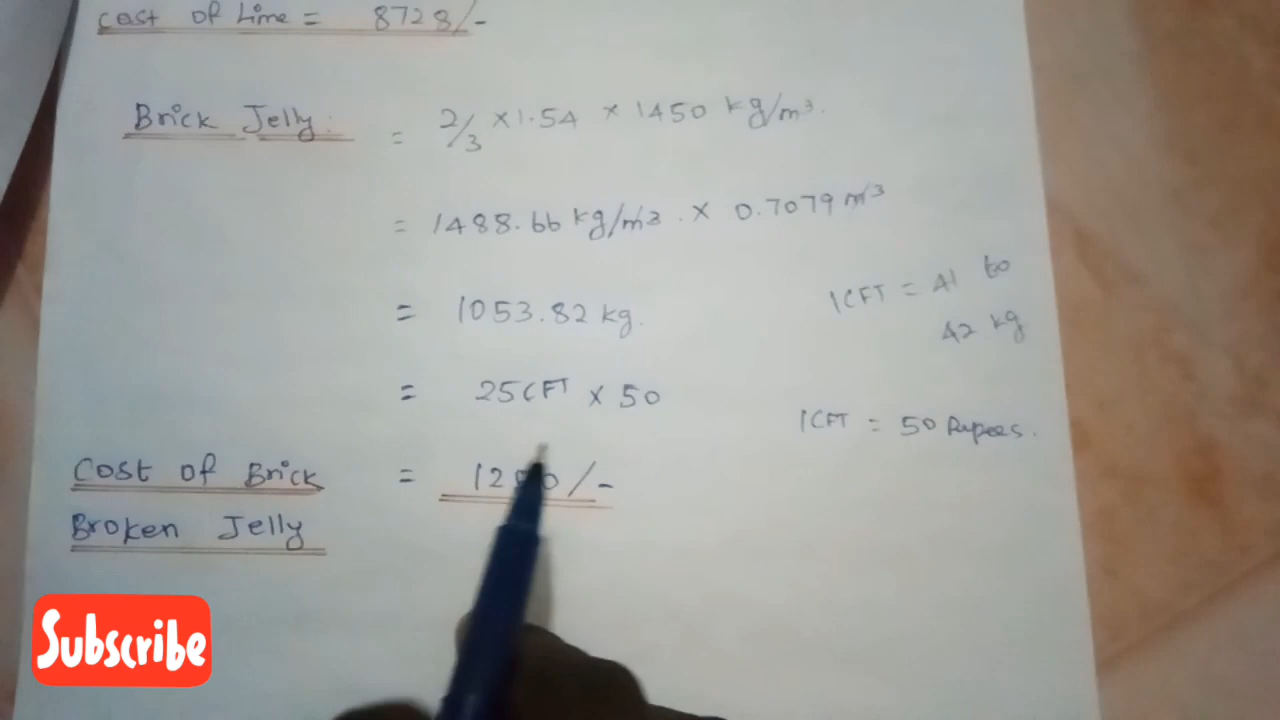 Cost of Lime = 8728/-
Brick Jelly: = 2/3 x 1.54 x 1450 kg/m3.
= 1488.66 kg/m3. x 0.7079 m3
1CFT = 41 to
42 kg
= 1053.82 kg.
= 25CFT x 50
1CFT = 50 Rupees.
Cost of Brick =
Broken Jelly
Subscribe